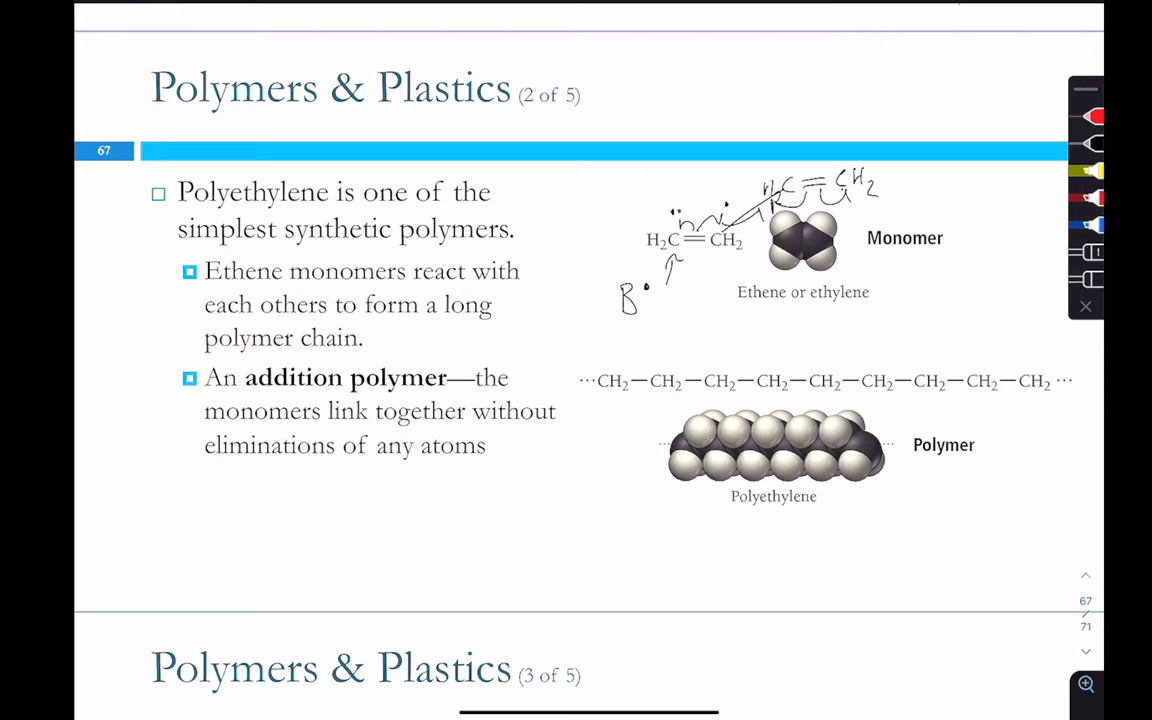 Polymers & Plastics (2 of 5)
67
Polyethylene is one of the
simplest synthetic polymers.
Ethene monomers react with
each others to form a long
polymer chain.
An addition polymer—the
monomers link together without
eliminations of any atoms
H₂C=CH₂
H₂C=CH₂
Monomer
B•
Ethene or ethylene
···CH₂—CH₂—CH₂—CH₂—CH₂—CH₂—CH₂—CH₂—CH₂···
Polymer
Polyethylene
67
/
71
Polymers & Plastics (3 of 5)